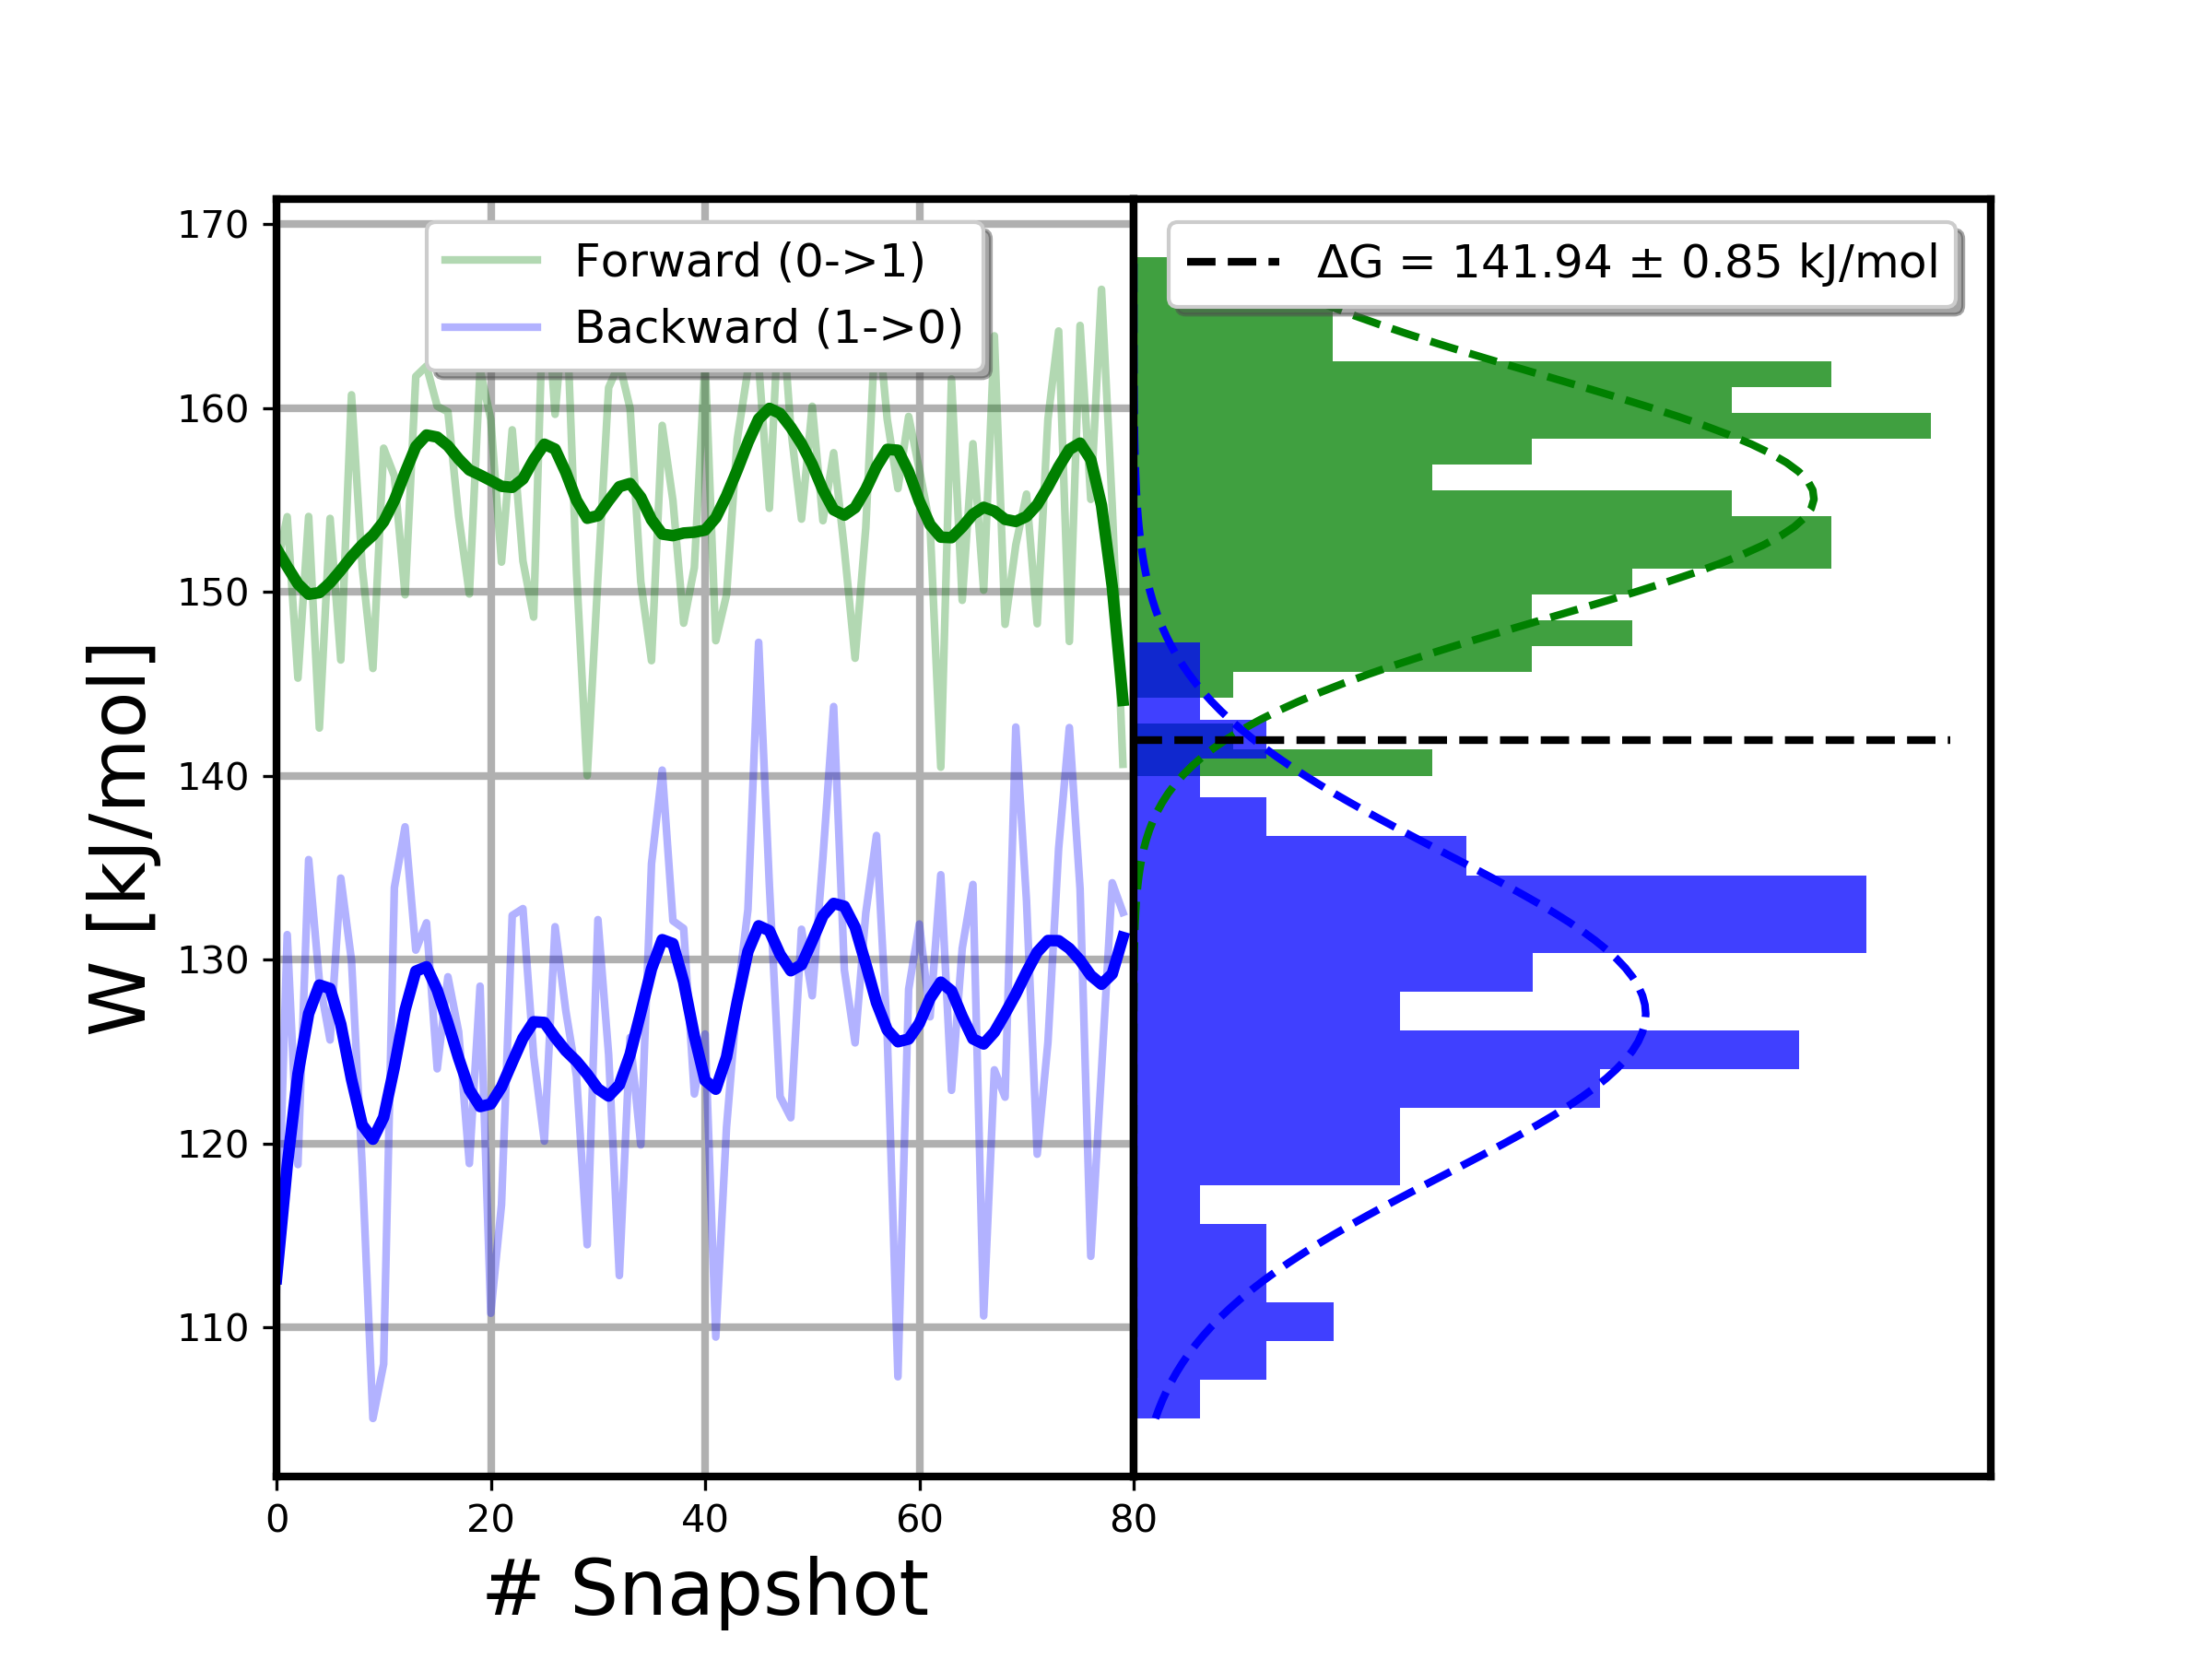 170
160
150
140
130
120
110
W [kJ/mol]
Forward (0->1)
Backward (1->0)
ΔG = 141.94 ± 0.85 kJ/mol
0 20 40 60 80
# Snapshot